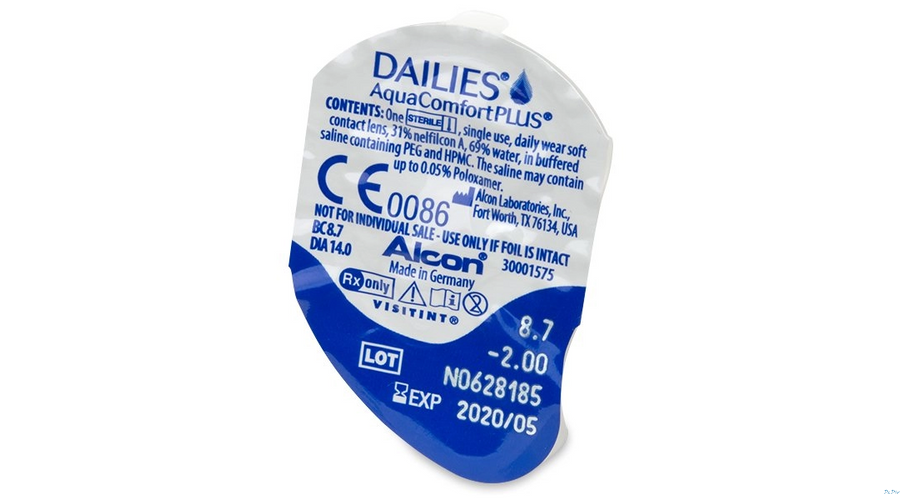 DAILIES®
AquaComfortPLUS®
CONTENTS: One STERILE , single use, daily wear soft
contact lens, 31% nelfilcon A, 69% water, in buffered
saline containing PEG and HPMC. The saline may contain
up to 0.05% Poloxamer.
CE 0086
Alcon Laboratories, Inc.,
Fort Worth, TX 76134, USA
NOT FOR INDIVIDUAL SALE - USE ONLY IF FOIL IS INTACT
BC 8.7
DIA 14.0
Alcon®
30001575
Made in Germany
Rx only
VISITINT®
8.7
-2.00
LOT
N0628185
EXP
2020/05